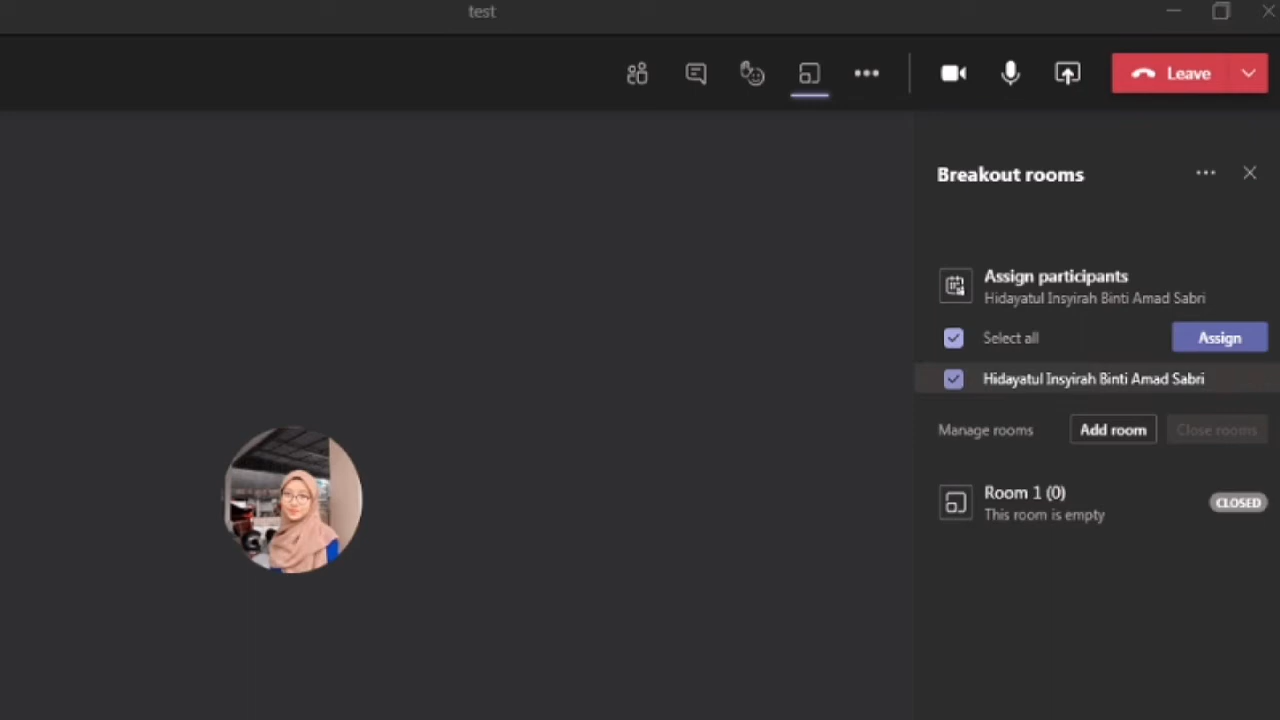 test
Leave
Breakout rooms
Assign participants
Hidayatul Insyirah Binti Amad Sabri
Select all
Assign
Hidayatul Insyirah Binti Amad Sabri
Manage rooms
Add room
Close rooms
Room 1 (0)
CLOSED
This room is empty